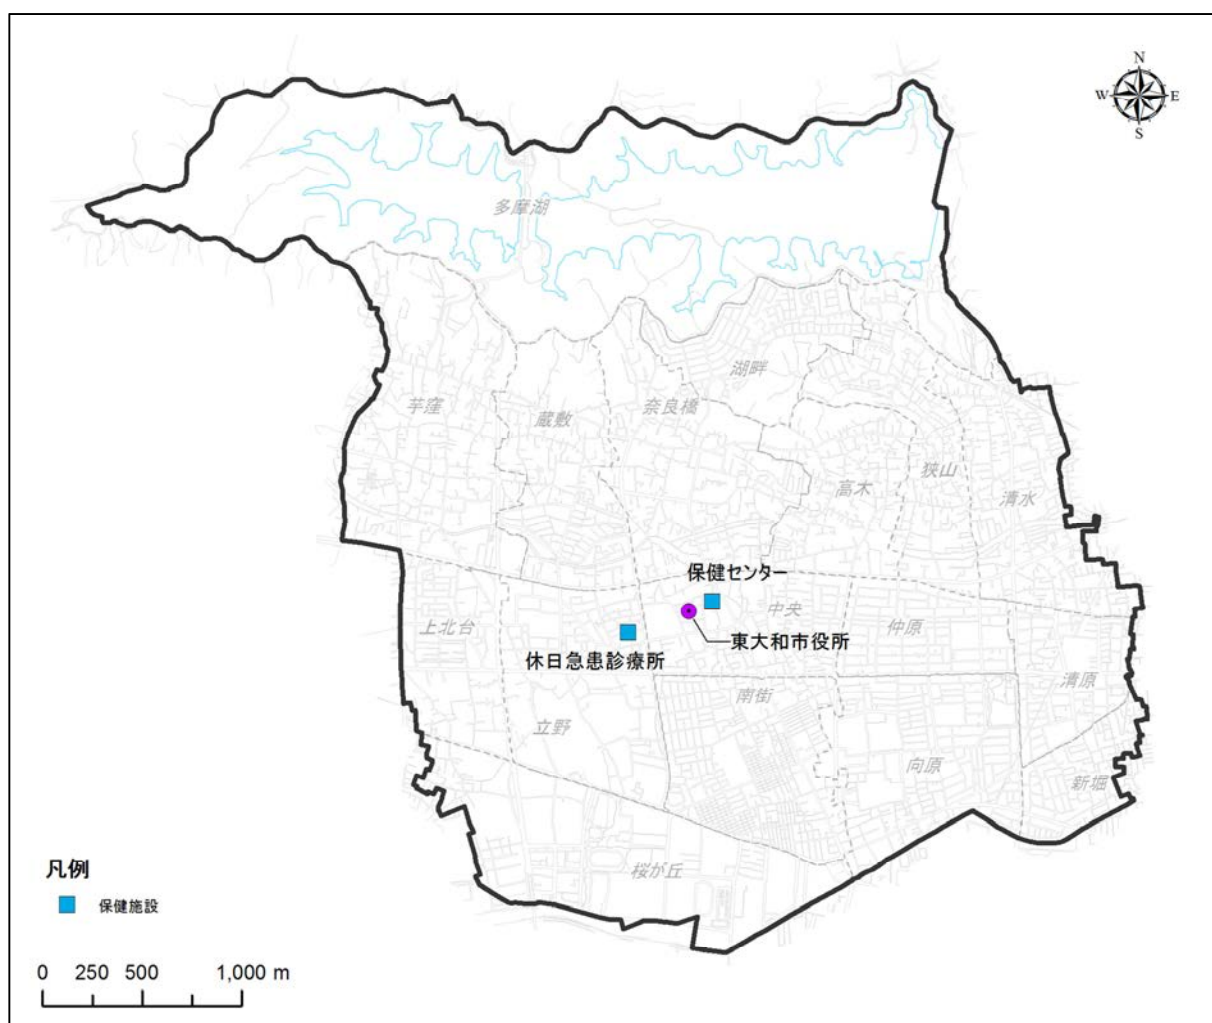 N
W E
S
多摩湖
湖畔
芋窪
蔵敷
奈良橋
狭山
高木
清水
保健センター
中央
上北台
仲原
東大和市役所
休日急患診療所
清原
南街
立野
向原
新堀
桜が丘
凡例
保健施設
0 250 500 1,000 m